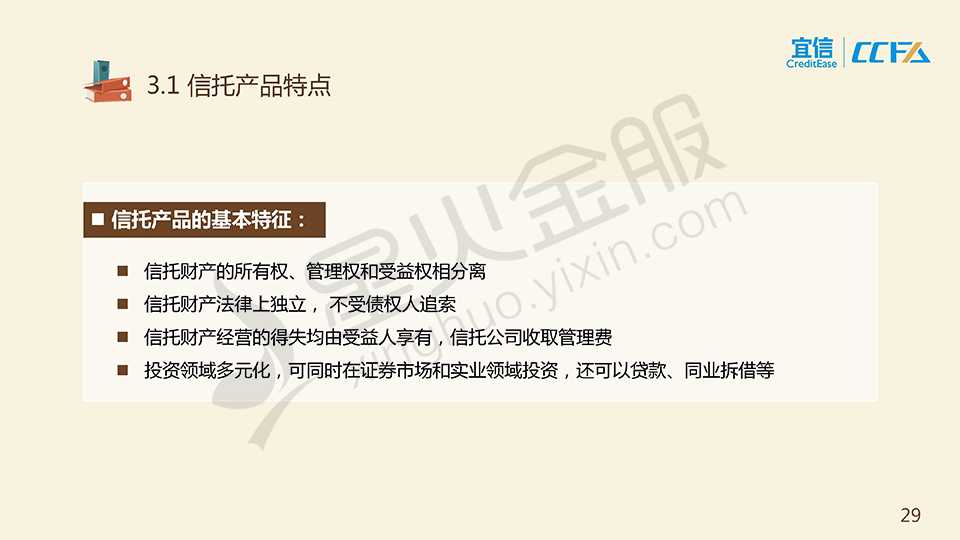 宜信
CreditEase
CCFA
3.1 信托产品特点
信托产品的基本特征：
信托财产的所有权、管理权和受益权相分离
信托财产法律上独立， 不受债权人追索
信托财产经营的得失均由受益人享有，信托公司收取管理费
投资领域多元化，可同时在证券市场和实业领域投资，还可以贷款、同业拆借等
星火金服
xinghuo.yixin.com
29